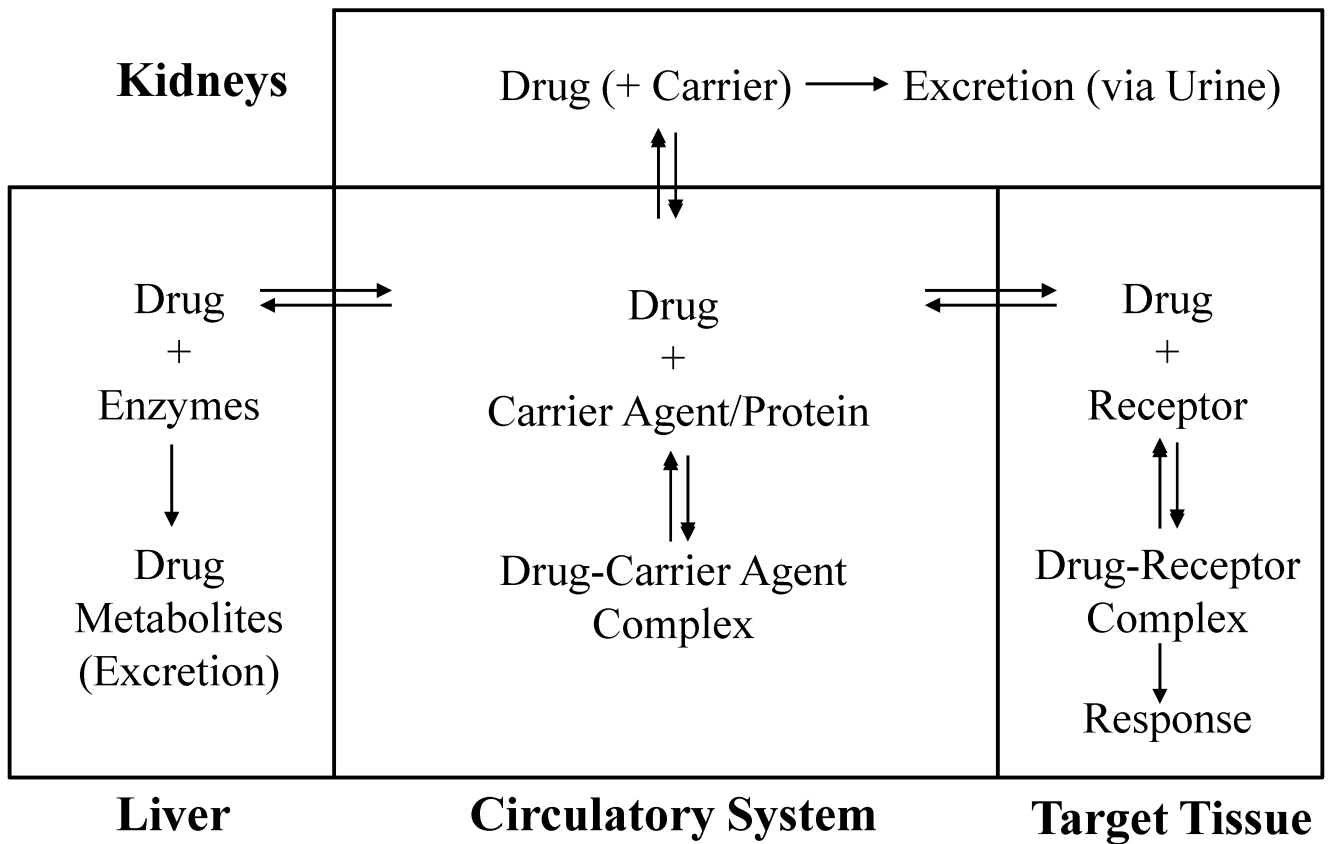 Kidneys
Drug (+ Carrier)
Excretion (via Urine)
Drug
+
Enzymes
Drug
Metabolites
(Excretion)
Drug
+
Carrier Agent/Protein
Drug-Carrier Agent
Complex
Drug
+
Receptor
Drug-Receptor
Complex
Response
Liver
Circulatory System
Target Tissue